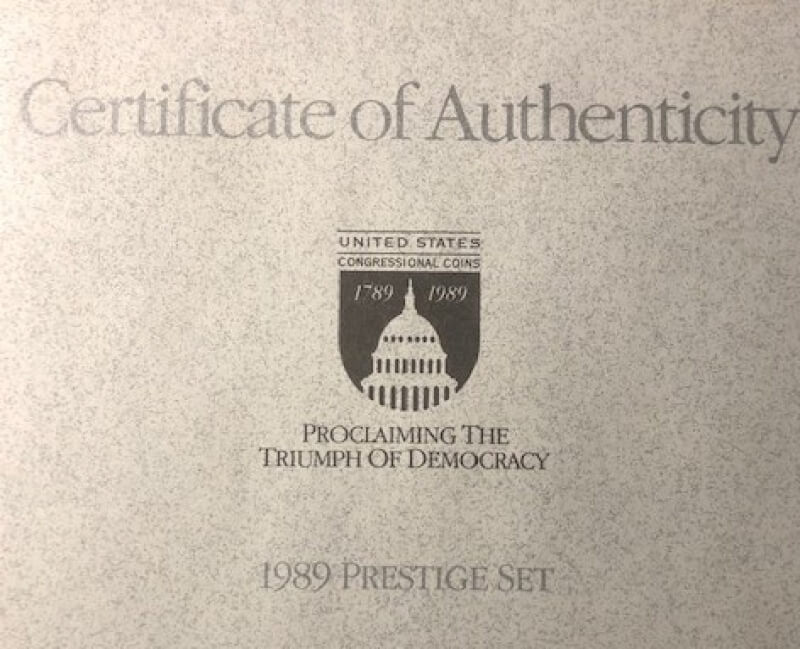 Certificate of Authenticity
UNITED STATES
CONGRESSIONAL COINS
1789 1989
PROCLAIMING THE
TRIUMPH OF DEMOCRACY
1989 PRESTIGE SET